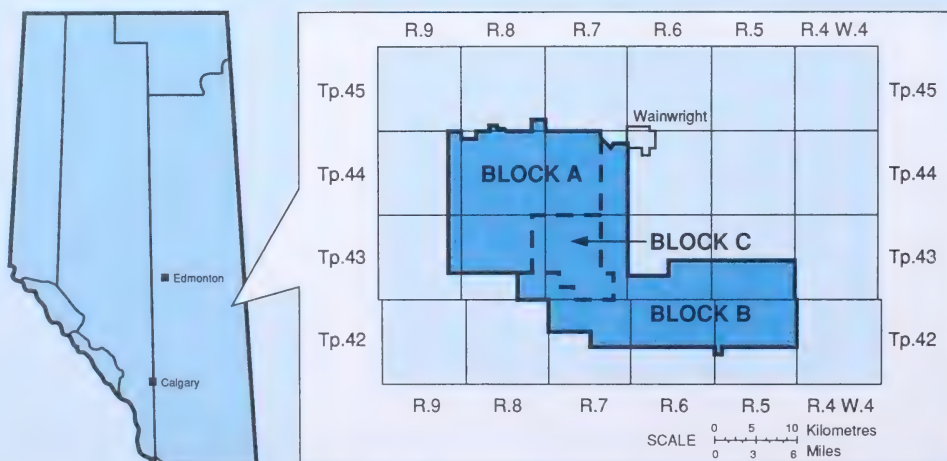 R.9 R.8 R.7 R.6 R.5 R.4 W.4
Tp.45 Tp.45
Wainwright
Tp.44 BLOCK A Tp.44
Tp.43 BLOCK C Tp.43
Edmonton
BLOCK B
Tp.42 Tp.42
Calgary
R.9 R.8 R.7 R.6 R.5 R.4 W.4
SCALE 0 5 10 Kilometres
0 3 6 Miles